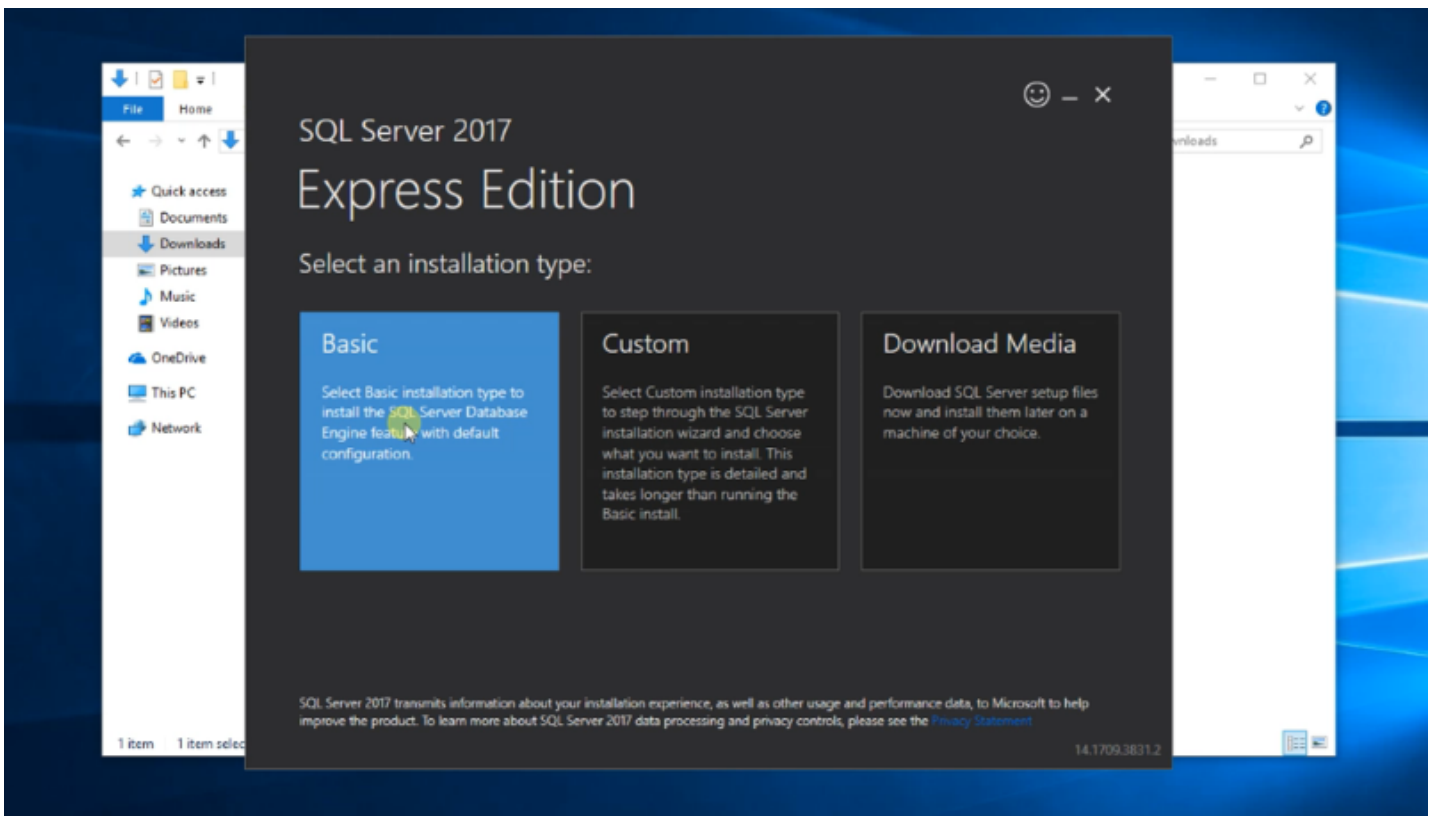 File Home
SQL Server 2017
Express Edition
Select an installation type:
Quick access
Documents
Downloads
Pictures
Music
Videos
OneDrive
This PC
Network
Basic
Select Basic installation type to
install the SQL Server Database
Engine feature with default
configuration.
Custom
Select Custom installation type
to step through the SQL Server
installation wizard and choose
what you want to install. This
installation type is detailed and
takes longer than running the
Basic install.
Download Media
Download SQL Server setup files
now and install them later on a
machine of your choice.
SQL Server 2017 transmits information about your installation experience, as well as other usage and performance data, to Microsoft to help
improve the product. To learn more about SQL Server 2017 data processing and privacy controls, please see the Privacy Statement
14.1709.3831.2
1 item 1 item selec